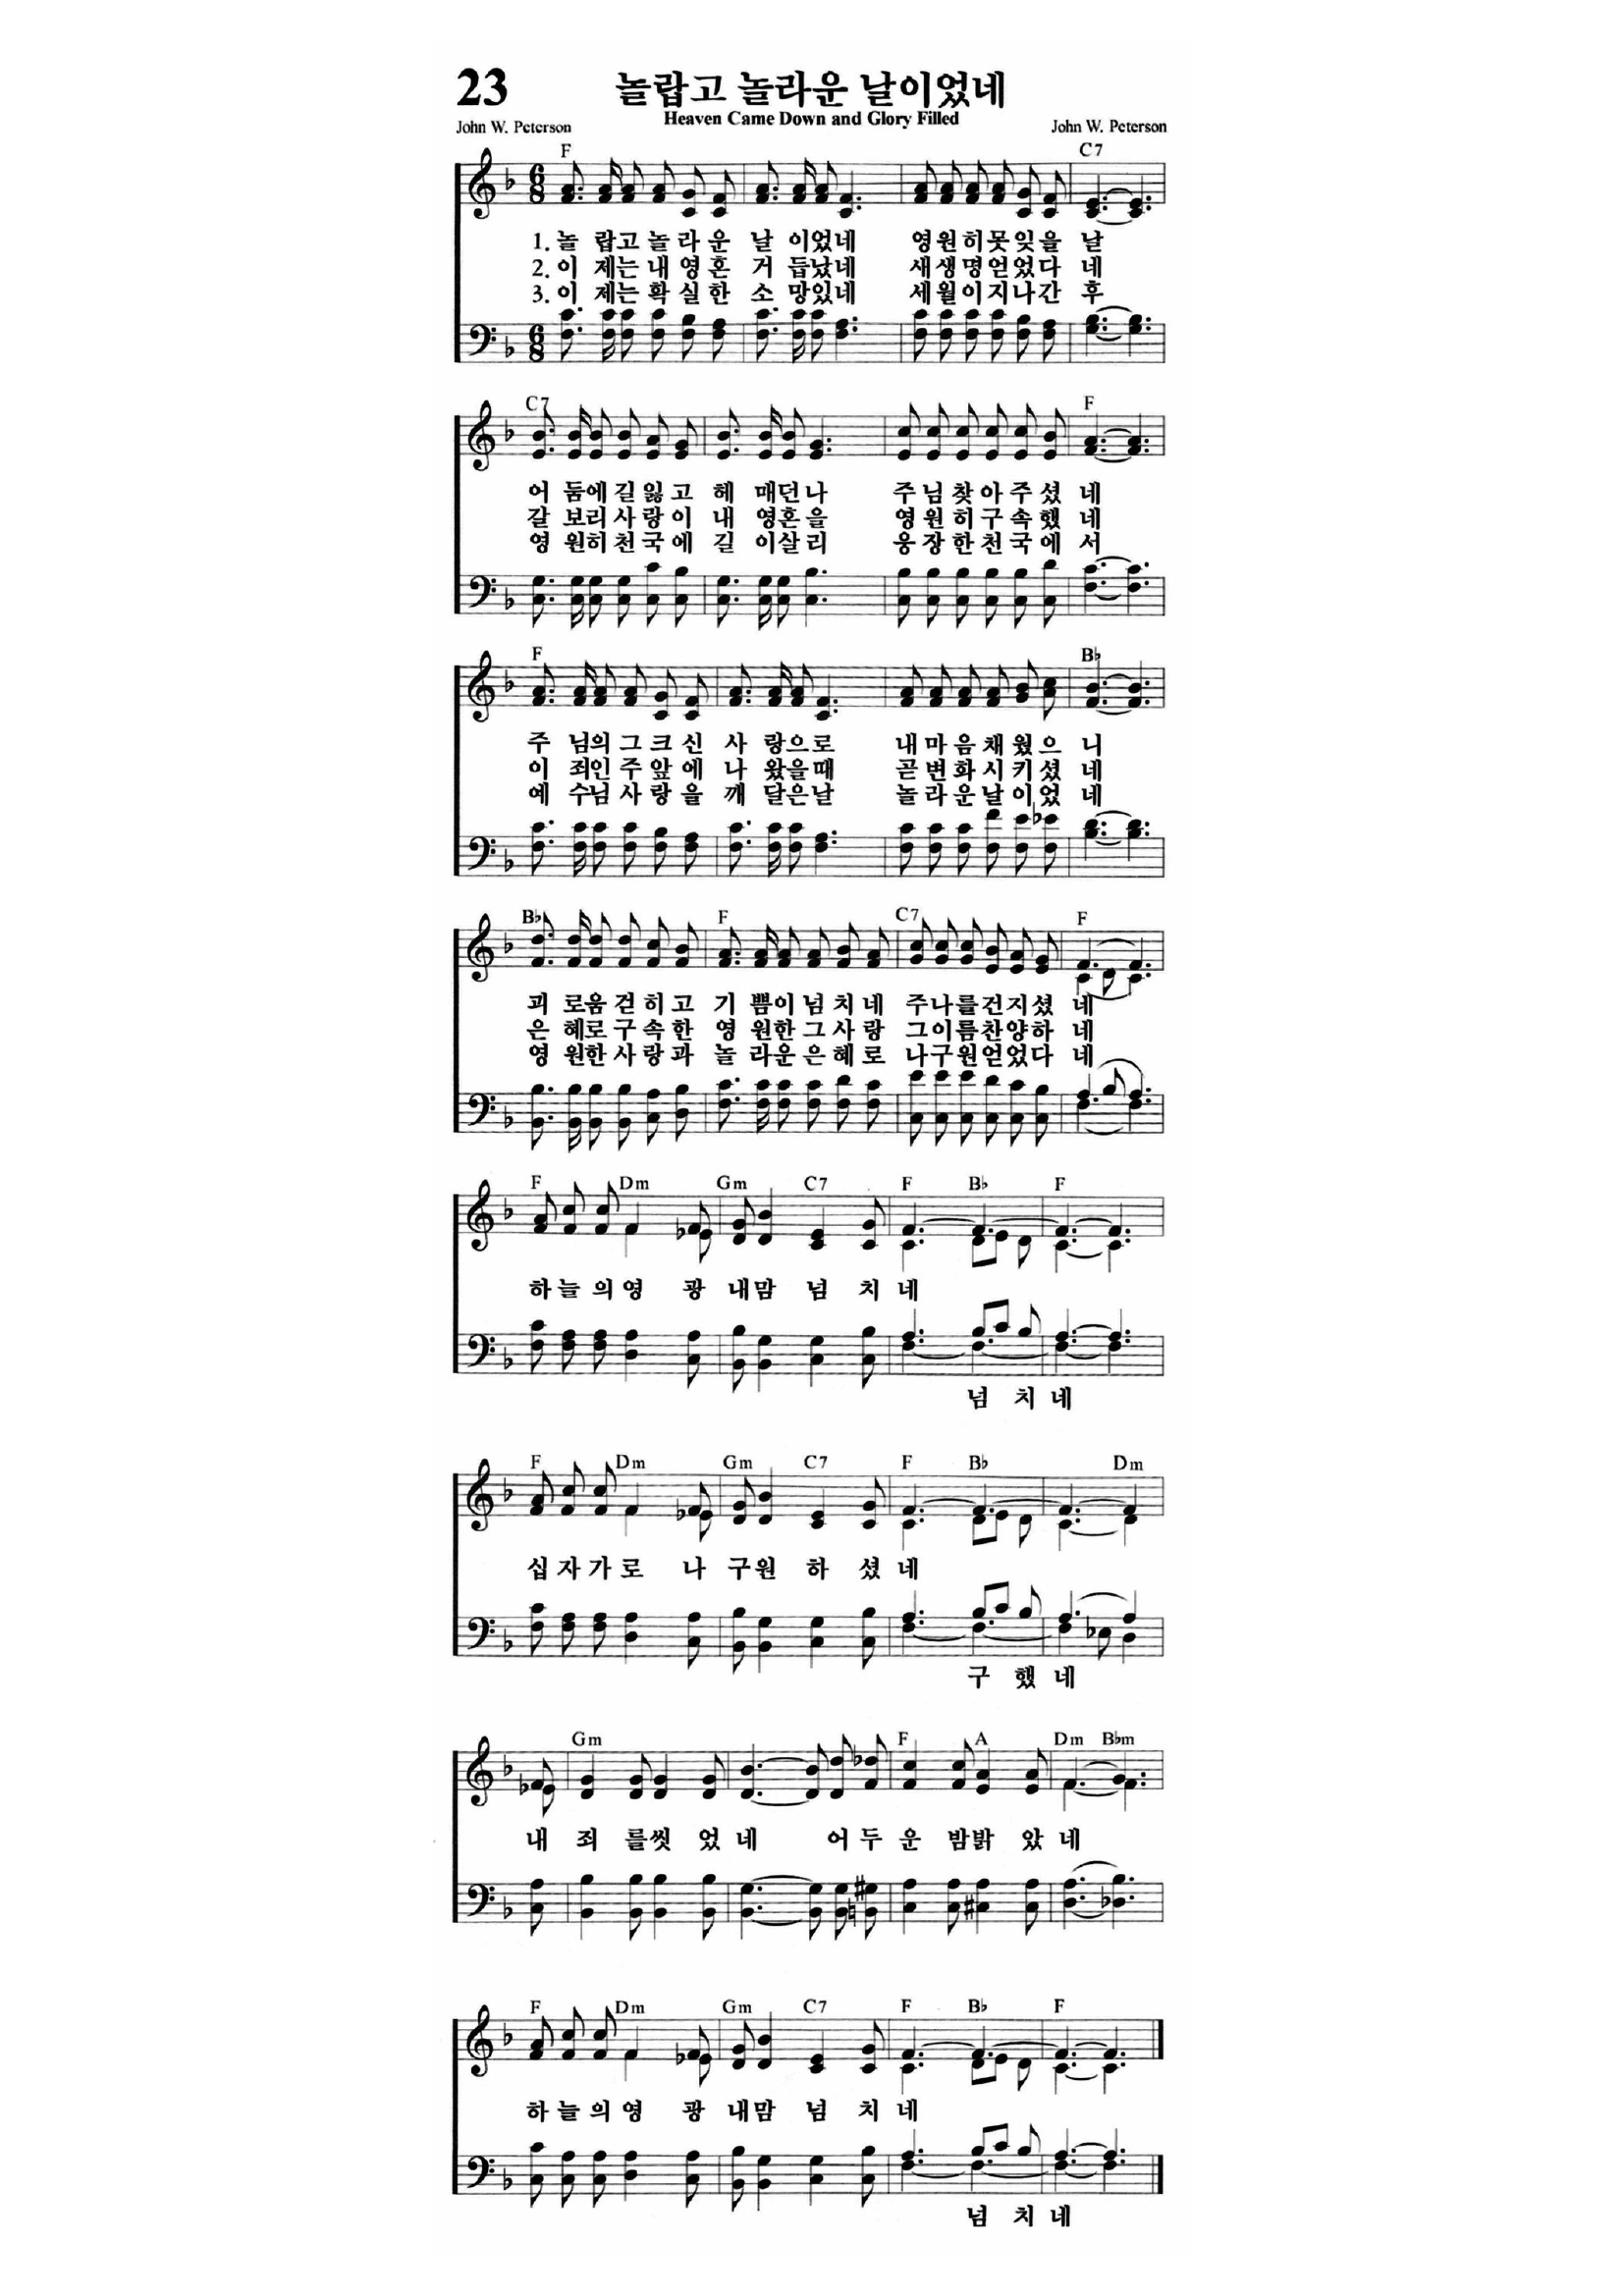 23
놀랍고 놀라운 날이었네
Heaven Came Down and Glory Filled
John W. Peterson
John W. Peterson
F C7
1. 놀 랍고 놀 라 운 날 이었네 영원히못잊을 날
2. 이 제는 내 영 혼 거 듭났네 새생명얻었다 네
3. 이 제는 확 실 한 소 망있네 세월이지나간 후
C7 F
어 둠에 길 잃 고 헤 매던나 주 님 찾 아 주 셨 네
갈 보리 사 랑 이 내 영혼을 영 원 히 구 속 했 네
영 원히 천 국 에 길 이살리 웅 장 한 천 국 에 서
F B♭
주 님의 그 크 신 사 랑으로 내 마 음 채 웠 으 니
이 죄인 주 앞 에 나 왔을때 곧 변 화 시 키 셨 네
예 수님 사 랑 을 깨 달은날 놀 라 운 날 이 었 네
B♭ F C7 F
괴 로움 걷 히 고 기 쁨이 넘 치 네 주나를건지셨 네
은 혜로 구 속 한 영 원한 그 사 랑 그이름찬양하 네
영 원한 사 랑 과 놀 라운 은 혜 로 나구원얻었다 네
F Dm Gm C7 F B♭ F
하 늘 의 영 광 내맘 넘 치 네
넘 치 네
F Dm Gm C7 F B♭ Dm
십 자 가 로 나 구원 하 셨 네
구 했 네
Gm F A Dm B♭m
내 죄 를씻 었 네 어 두 운 밤밝 았 네
F Dm Gm C7 F B♭ F
하 늘 의 영 광 내맘 넘 치 네
넘 치 네